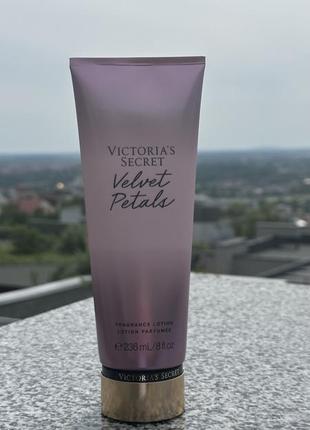 VICTORIA'S
SECRET
Velvet
Petals
FRAGRANCE LOTION
LOTION PARFUMÉE
℮236 mL/8 fl oz
VICTORIA'S SECRET